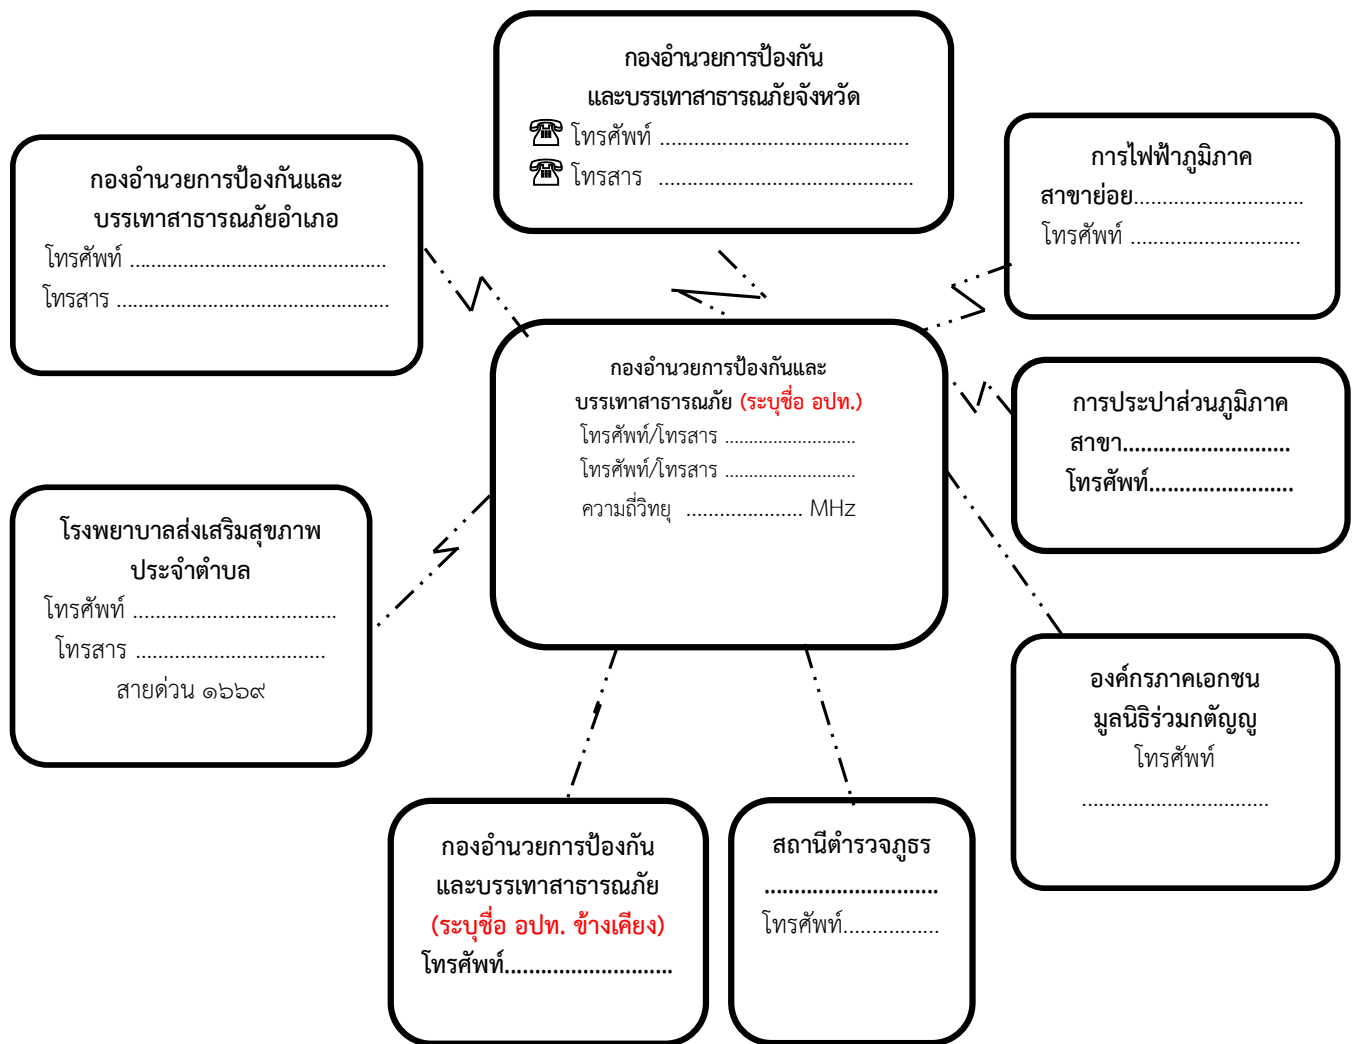 กองอำนวยการป้องกัน
และบรรเทาสาธารณภัยจังหวัด
โทรศัพท์ ............................................
โทรสาร .............................................
กองอำนวยการป้องกันและ
บรรเทาสาธารณภัยอำเภอ
โทรศัพท์ ................................................
โทรสาร ...................................................
การไฟฟ้าภูมิภาค
สาขาย่อย..............................
โทรศัพท์ ..............................
กองอำนวยการป้องกันและ
บรรเทาสาธารณภัย (ระบุชื่อ อปท.)
โทรศัพท์/โทรสาร ...........................
โทรศัพท์/โทรสาร ...........................
ความถี่วิทยุ ...................... MHz
การประปาส่วนภูมิภาค
สาขา............................
โทรศัพท์........................
โรงพยาบาลส่งเสริมสุขภาพ
ประจำตำบล
โทรศัพท์ ......................................
โทรสาร ...................................
สายด่วน ๑๖๖๙
องค์กรภาคเอกชน
มูลนิธิร่วมกตัญญู
โทรศัพท์
................................
กองอำนวยการป้องกัน
และบรรเทาสาธารณภัย
(ระบุชื่อ อปท. ข้างเคียง)
โทรศัพท์............................
สถานีตำรวจภูธร
.............................
โทรศัพท์.................